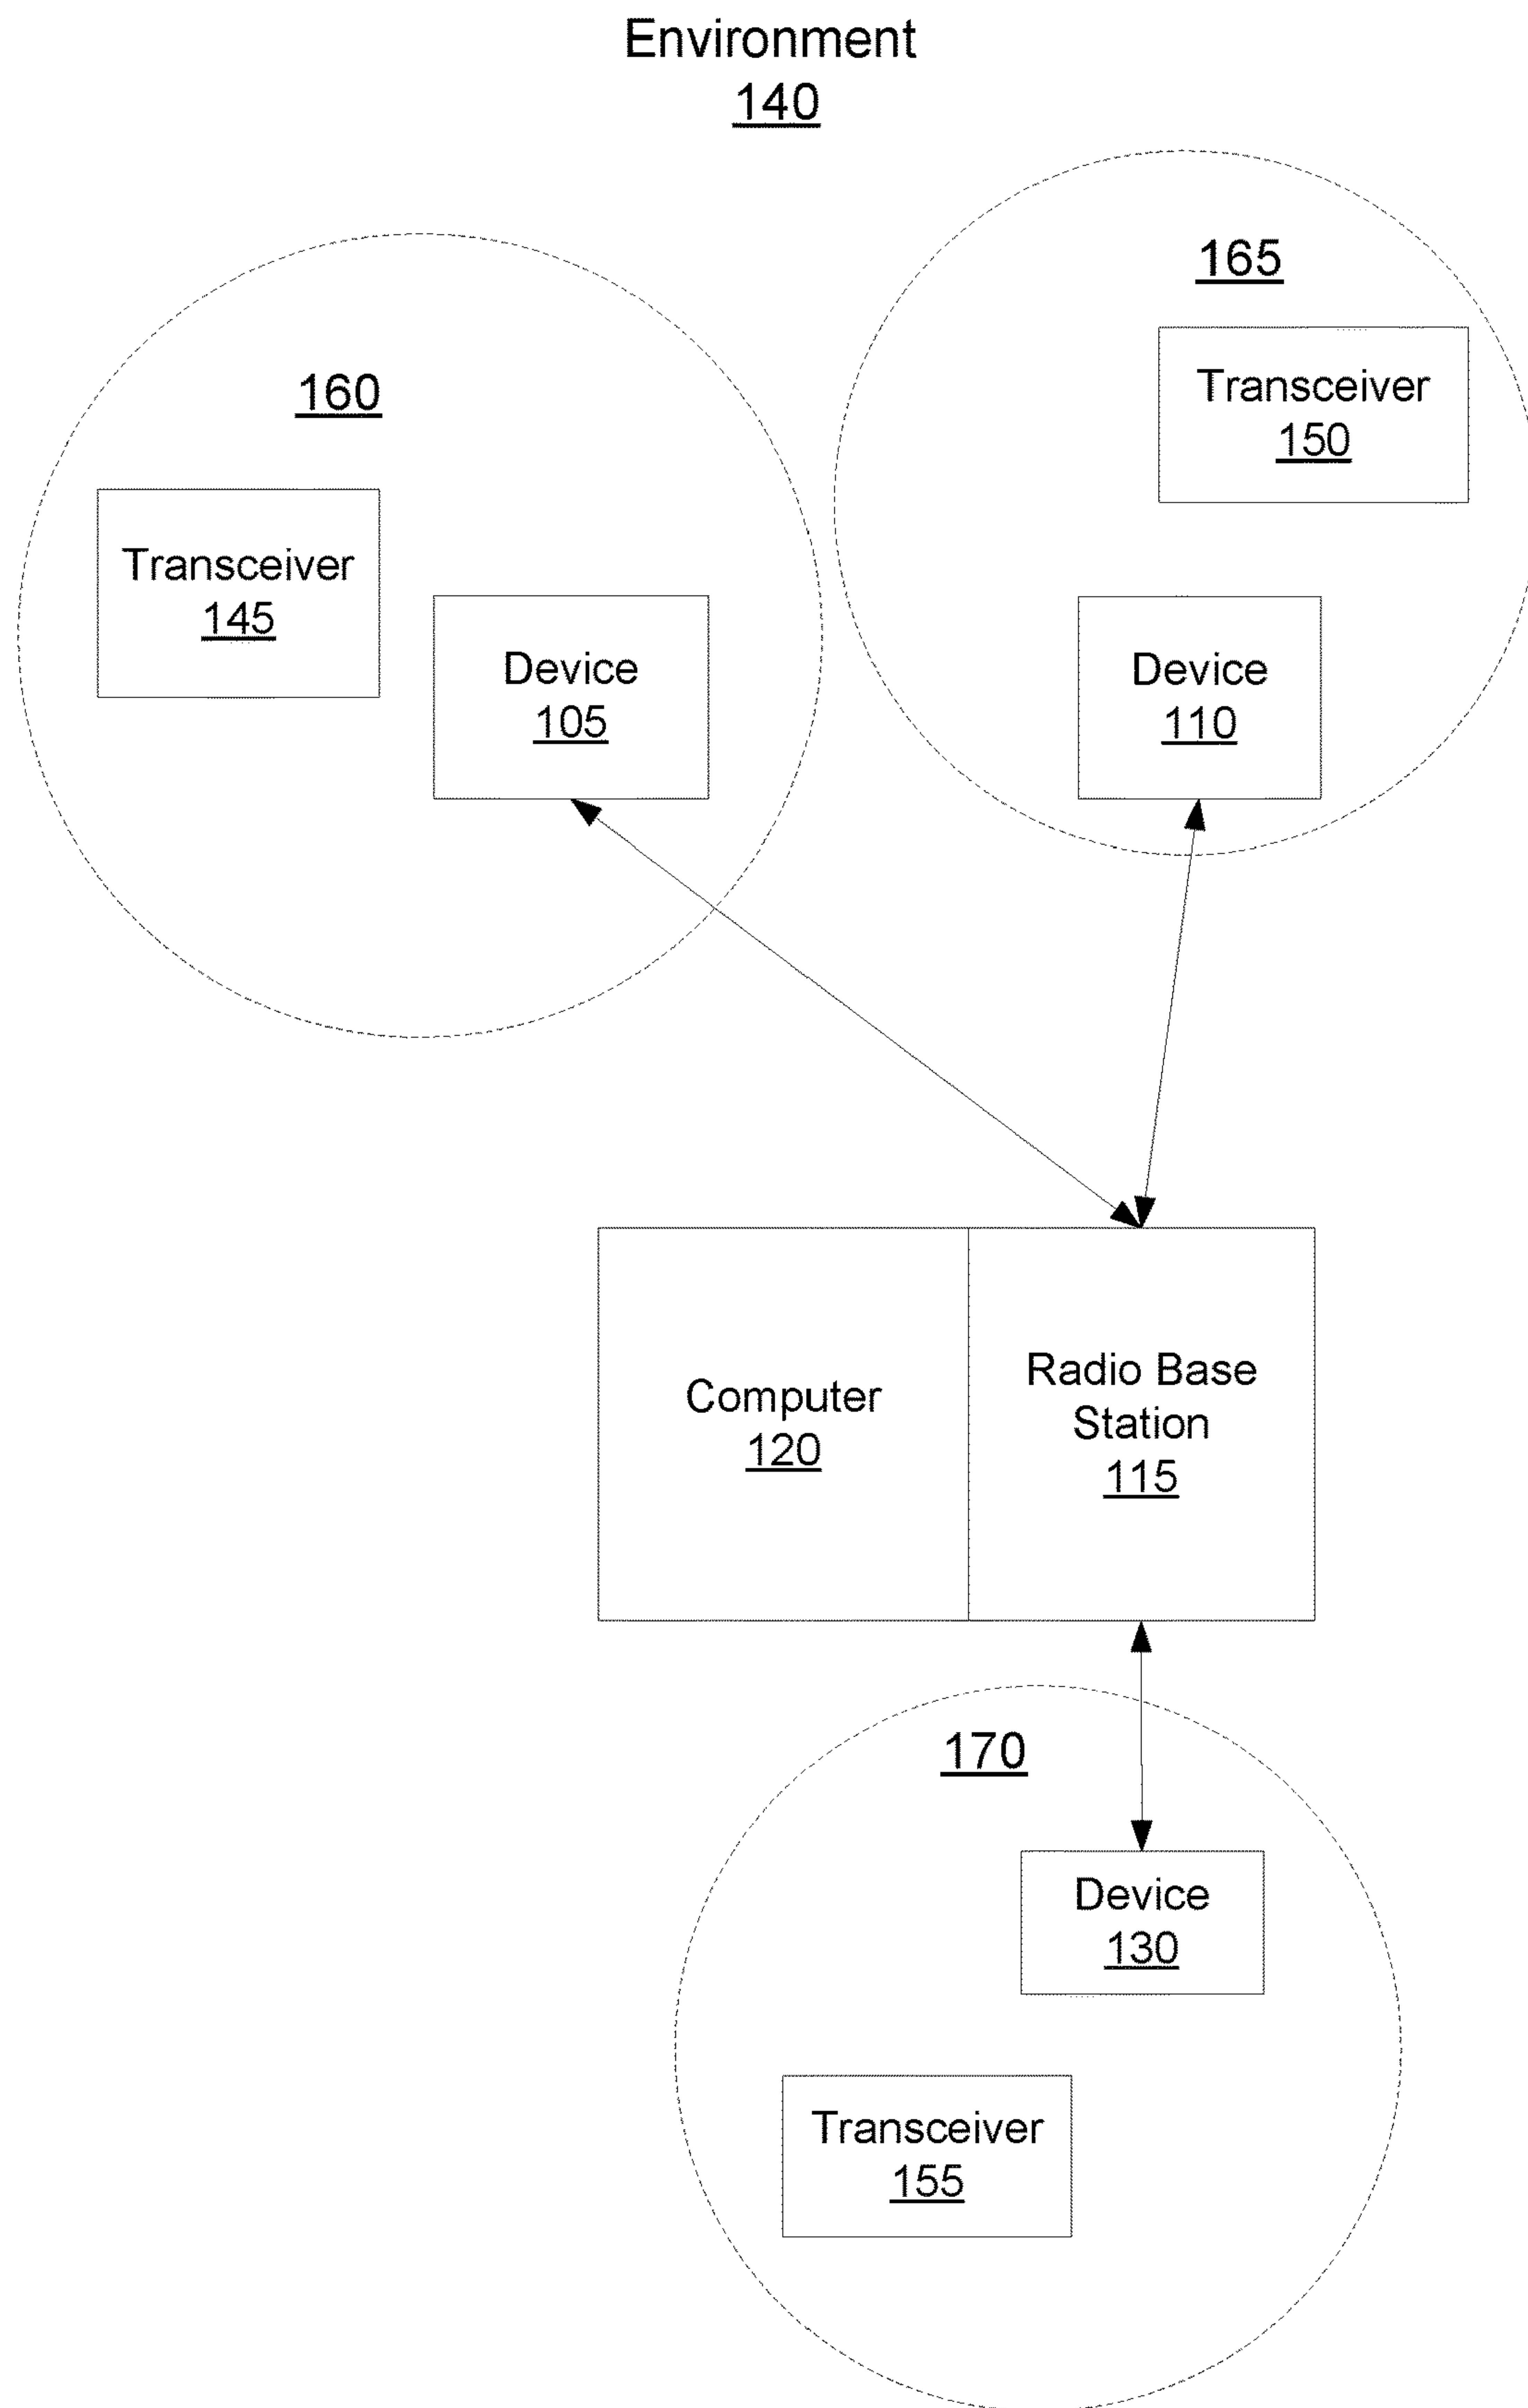 Environment
140
165
Transceiver
150
160
Transceiver
145
Device
105
Device
110
Computer
120
Radio Base
Station
115
170
Device
130
Transceiver
155